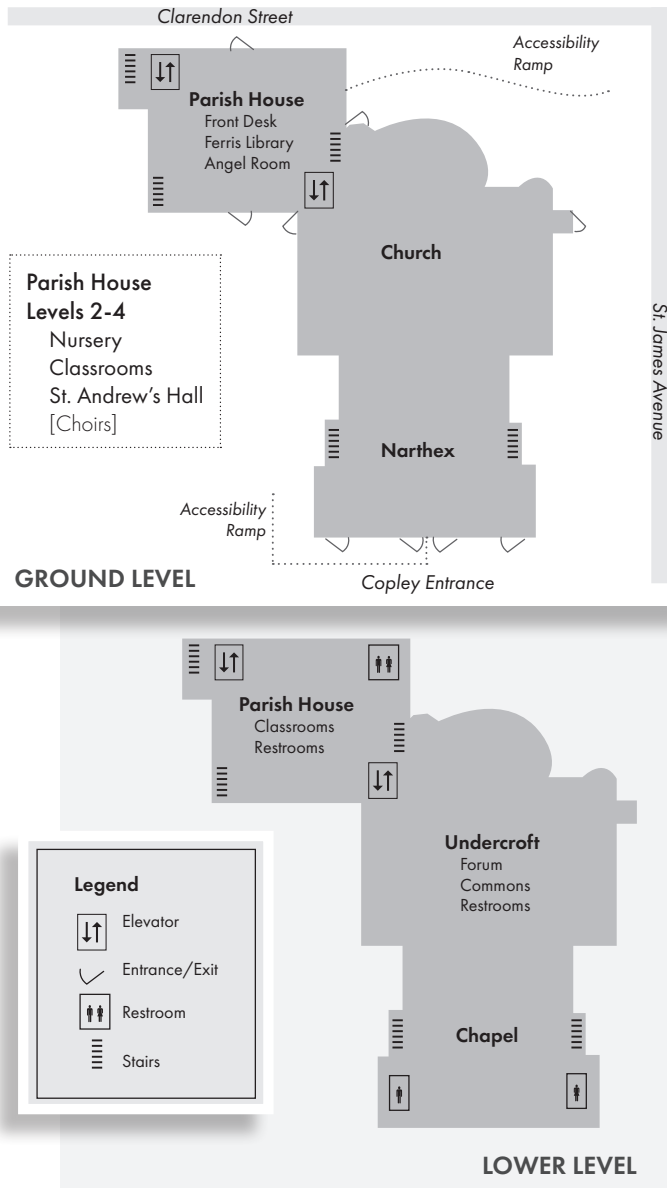 Clarendon Street
Accessibility
Ramp
Parish House
Front Desk
Ferris Library
Angel Room
Church
Parish House
Levels 2-4
Nursery
Classrooms
St. Andrew's Hall
[Choirs]
St. James Avenue
Narthex
Accessibility
Ramp
GROUND LEVEL
Copley Entrance
Parish House
Classrooms
Restrooms
Undercroft
Forum
Commons
Restrooms
Legend
Elevator
Entrance/Exit
Restroom
Stairs
Chapel
LOWER LEVEL